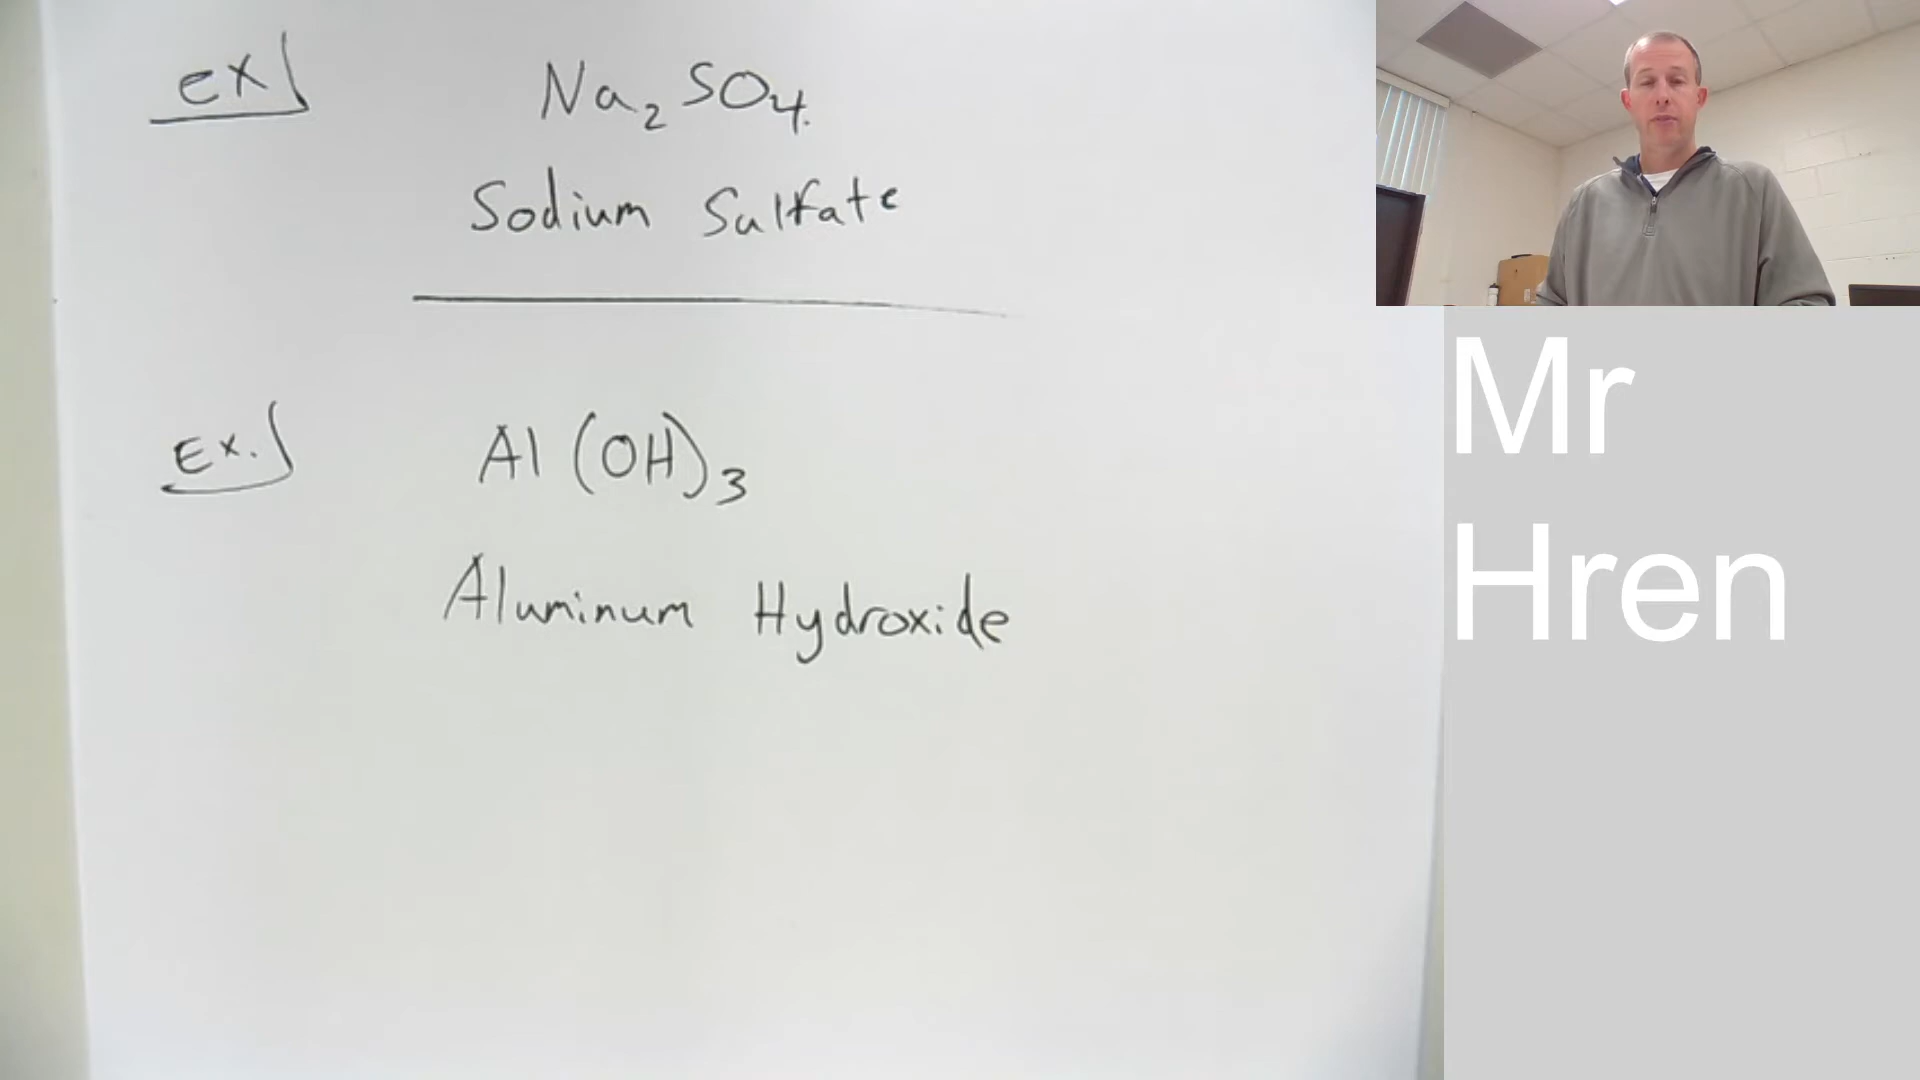 ex)
Na₂SO₄.
Sodium Sulfate
Ex.)
Al(OH)₃
Aluminum Hydroxide
Mr
Hren